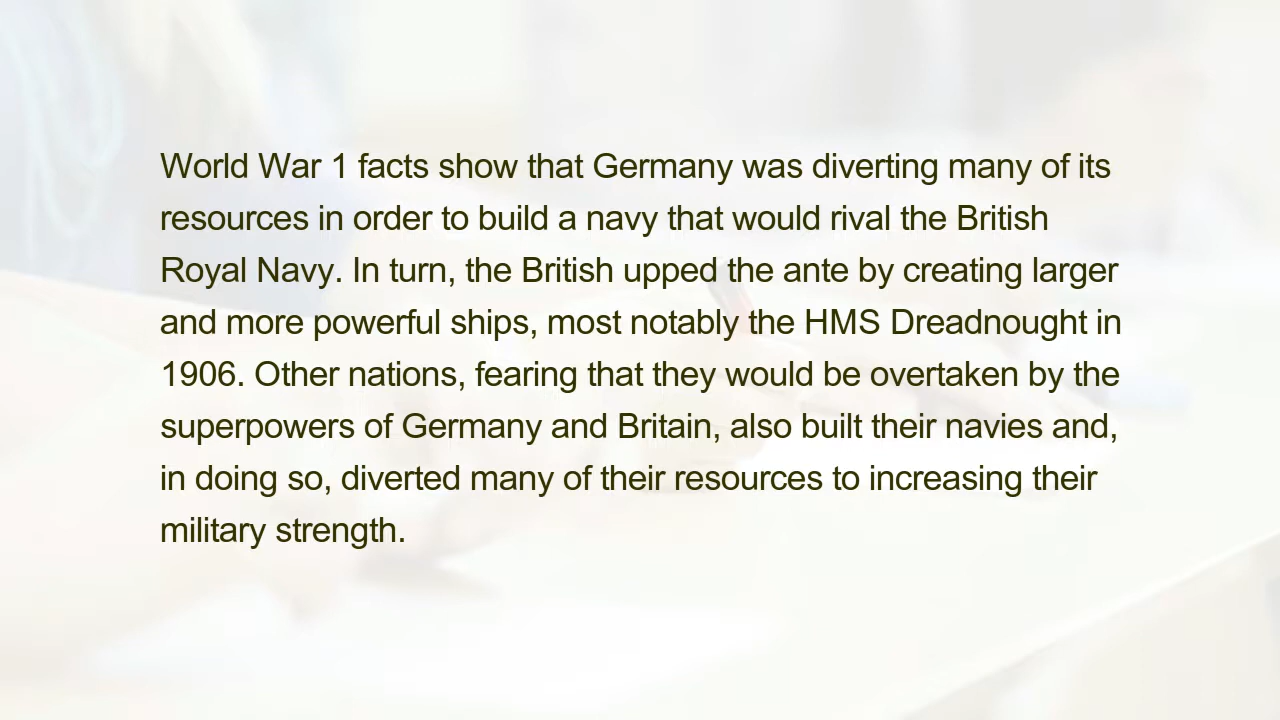 World War 1 facts show that Germany was diverting many of its
resources in order to build a navy that would rival the British
Royal Navy. In turn, the British upped the ante by creating larger
and more powerful ships, most notably the HMS Dreadnought in
1906. Other nations, fearing that they would be overtaken by the
superpowers of Germany and Britain, also built their navies and,
in doing so, diverted many of their resources to increasing their
military strength.